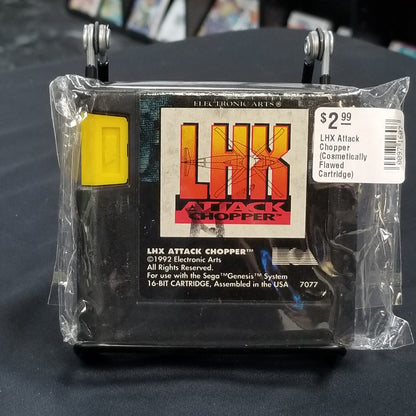 ELECTRONIC ARTS®
LHX
ATTACK
CHOPPER™
LHX ATTACK CHOPPER™
©1992 Electronic Arts
All Rights Reserved.
For use with the Sega™Genesis™ System
16-BIT CARTRIDGE, Assembled in the USA 7077
$2.99
LHX Attack
Chopper
(Cosmetically
Flawed
Cartridge)